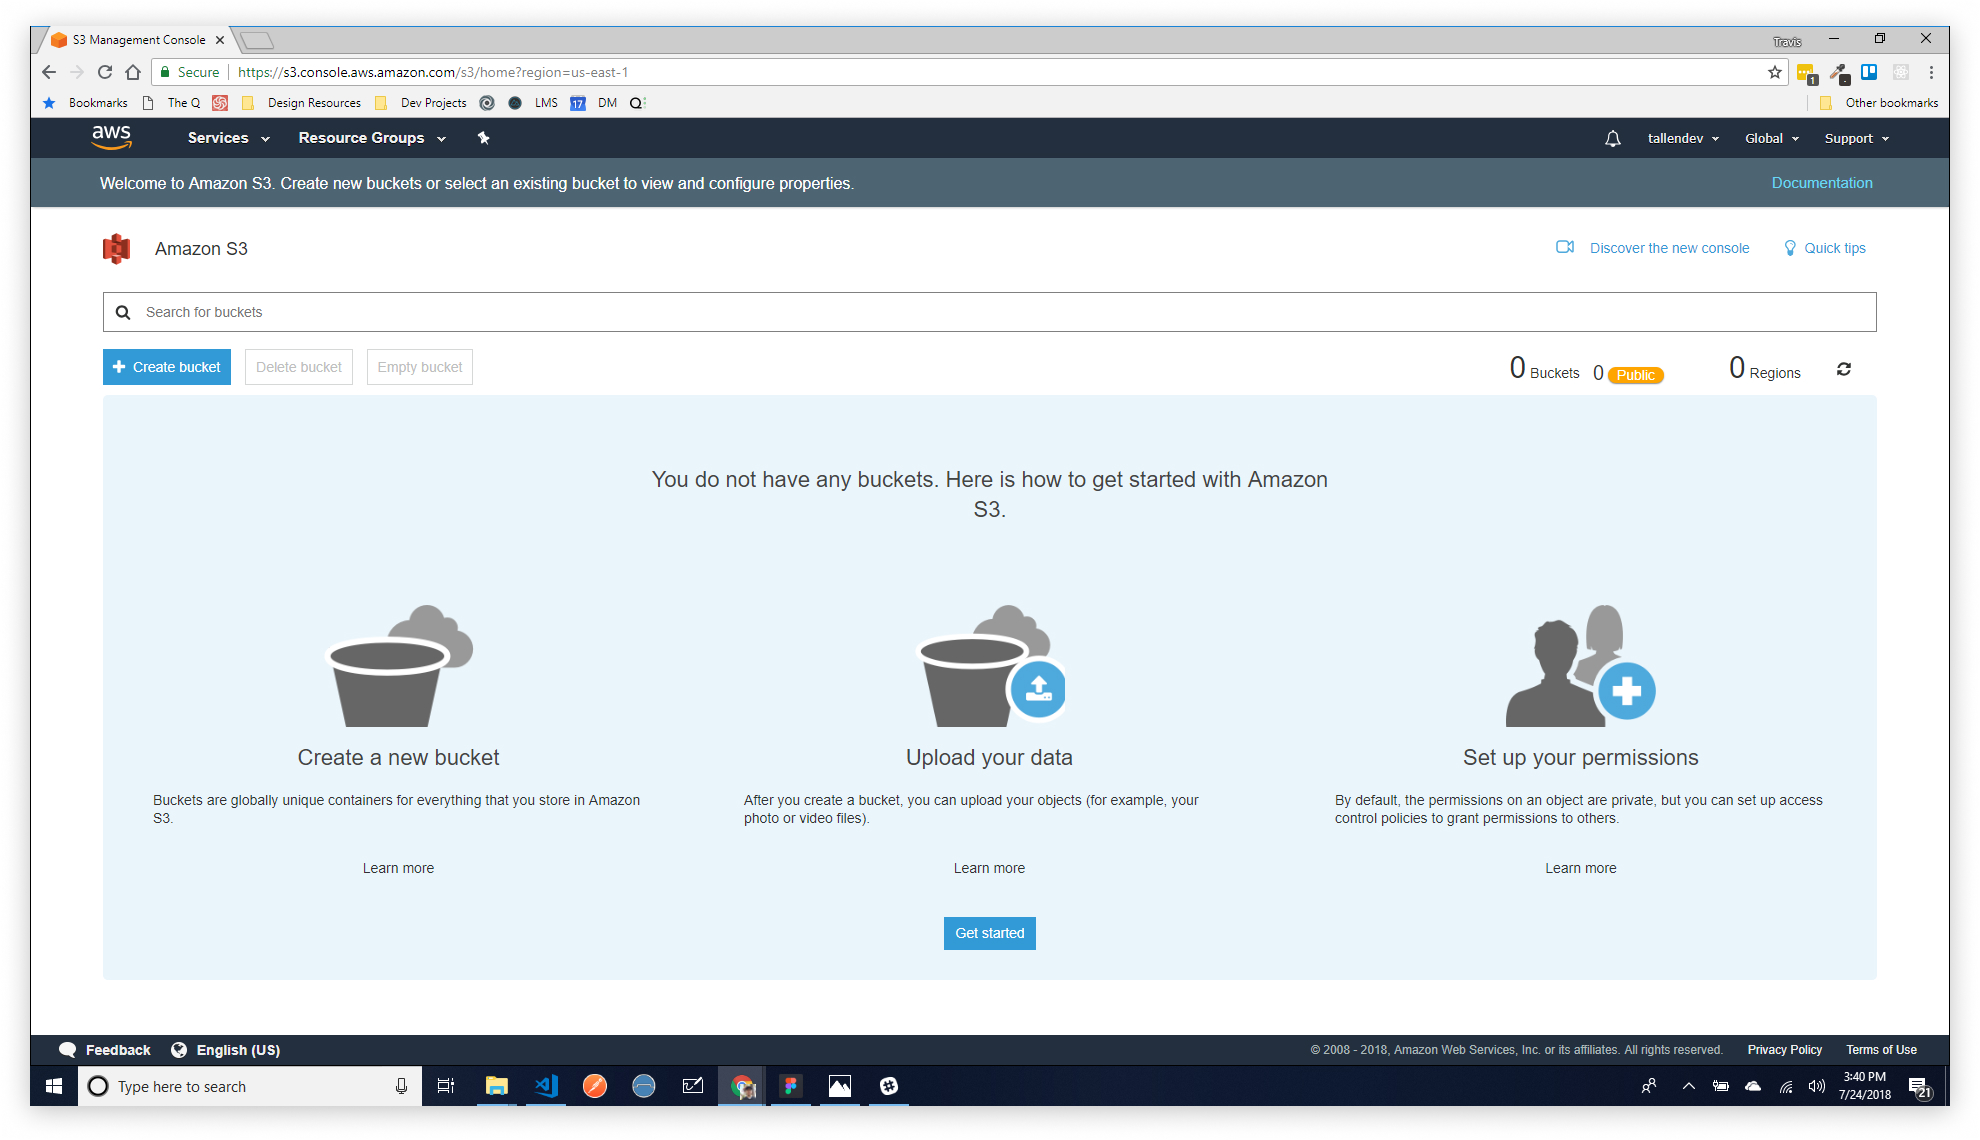 S3 Management Console
Travis
Secure https://s3.console.aws.amazon.com/s3/home?region=us-east-1
1
Bookmarks The Q Design Resources Dev Projects LMS 17 DM Q
Other bookmarks
aws Services Resource Groups
tallendev Global Support
Welcome to Amazon S3. Create new buckets or select an existing bucket to view and configure properties.
Documentation
Amazon S3
Discover the new console Quick tips
Search for buckets
Create bucket Delete bucket Empty bucket
0 Buckets 0 Public 0 Regions
You do not have any buckets. Here is how to get started with Amazon
S3.
Create a new bucket
Buckets are globally unique containers for everything that you store in Amazon
S3.
Learn more
Upload your data
After you create a bucket, you can upload your objects (for example, your
photo or video files).
Learn more
Set up your permissions
By default, the permissions on an object are private, but you can set up access
control policies to grant permissions to others.
Learn more
Get started
Feedback English (US)
© 2008 - 2018, Amazon Web Services, Inc. or its affiliates. All rights reserved. Privacy Policy Terms of Use
Type here to search
3:40 PM
7/24/2018
21